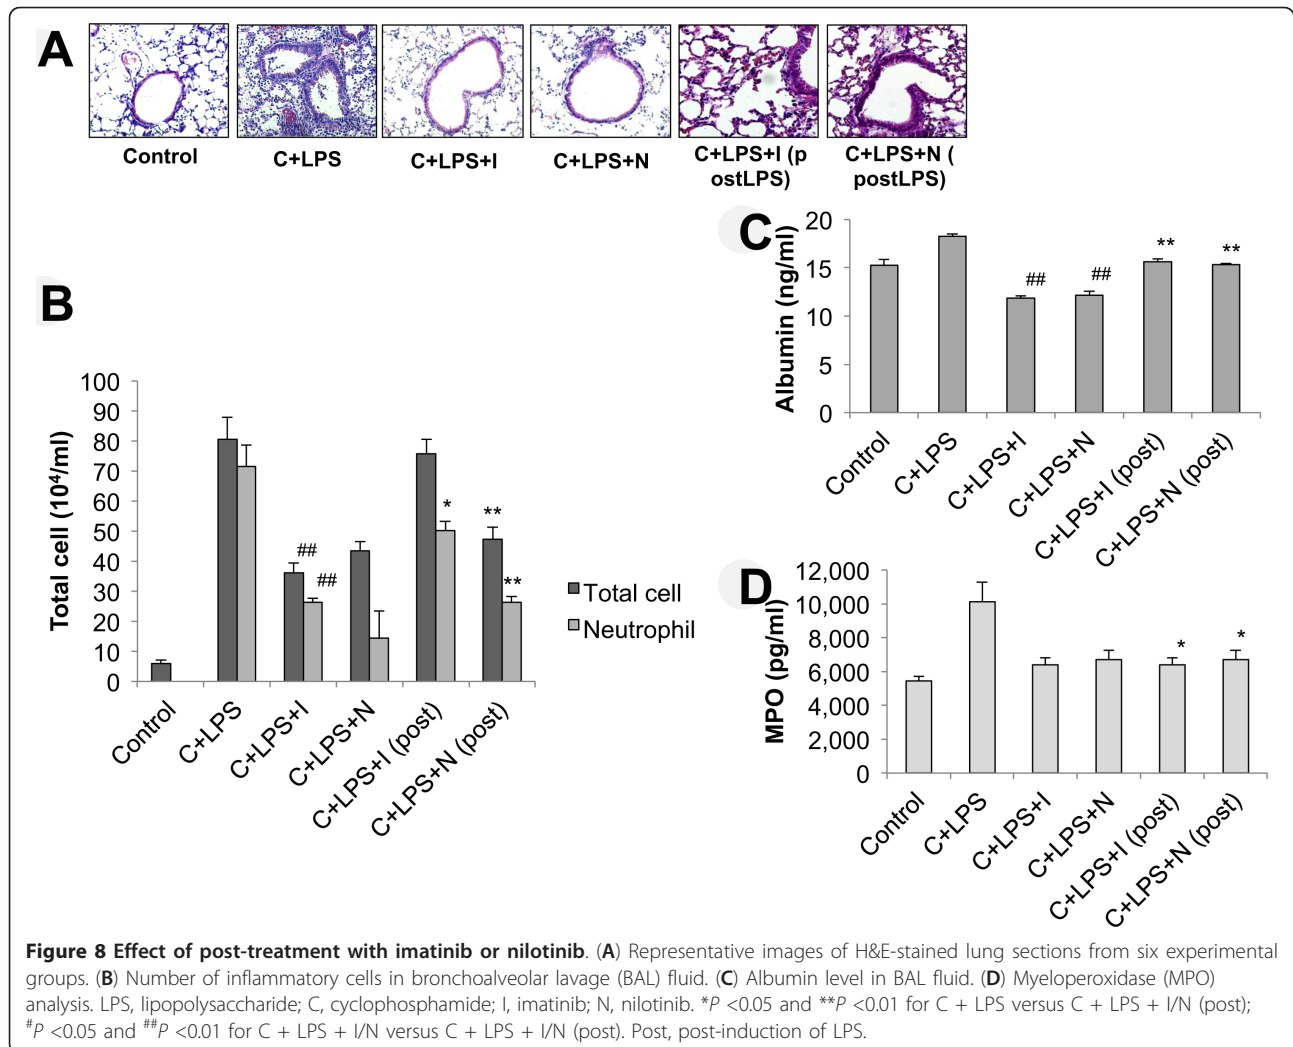 A
Control
C+LPS
C+LPS+I
C+LPS+N
C+LPS+I (p
ostLPS)
C+LPS+N (
postLPS)
B
Total cell (10⁴/ml)
100
90
80
70
60
50
40
30
20
10
0
##
##
*
**
**
Control
C+LPS
C+LPS+I
C+LPS+N
C+LPS+I (post)
C+LPS+N (post)
Total cell
Neutrophil
C
Albumin (ng/ml)
20
15
10
5
0
##
##
**
**
Control
C+LPS
C+LPS+I
C+LPS+N
C+LPS+I (post)
C+LPS+N (post)
D
MPO (pg/ml)
12,000
10,000
8,000
6,000
4,000
2,000
0
*
*
Control
C+LPS
C+LPS+I
C+LPS+N
C+LPS+I (post)
C+LPS+N (post)
Figure 8 Effect of post-treatment with imatinib or nilotinib. (A) Representative images of H&E-stained lung sections from six experimental
groups. (B) Number of inflammatory cells in bronchoalveolar lavage (BAL) fluid. (C) Albumin level in BAL fluid. (D) Myeloperoxidase (MPO)
analysis. LPS, lipopolysaccharide; C, cyclophosphamide; I, imatinib; N, nilotinib. *P <0.05 and **P <0.01 for C + LPS versus C + LPS + I/N (post);
#P <0.05 and ##P <0.01 for C + LPS + I/N versus C + LPS + I/N (post). Post, post-induction of LPS.